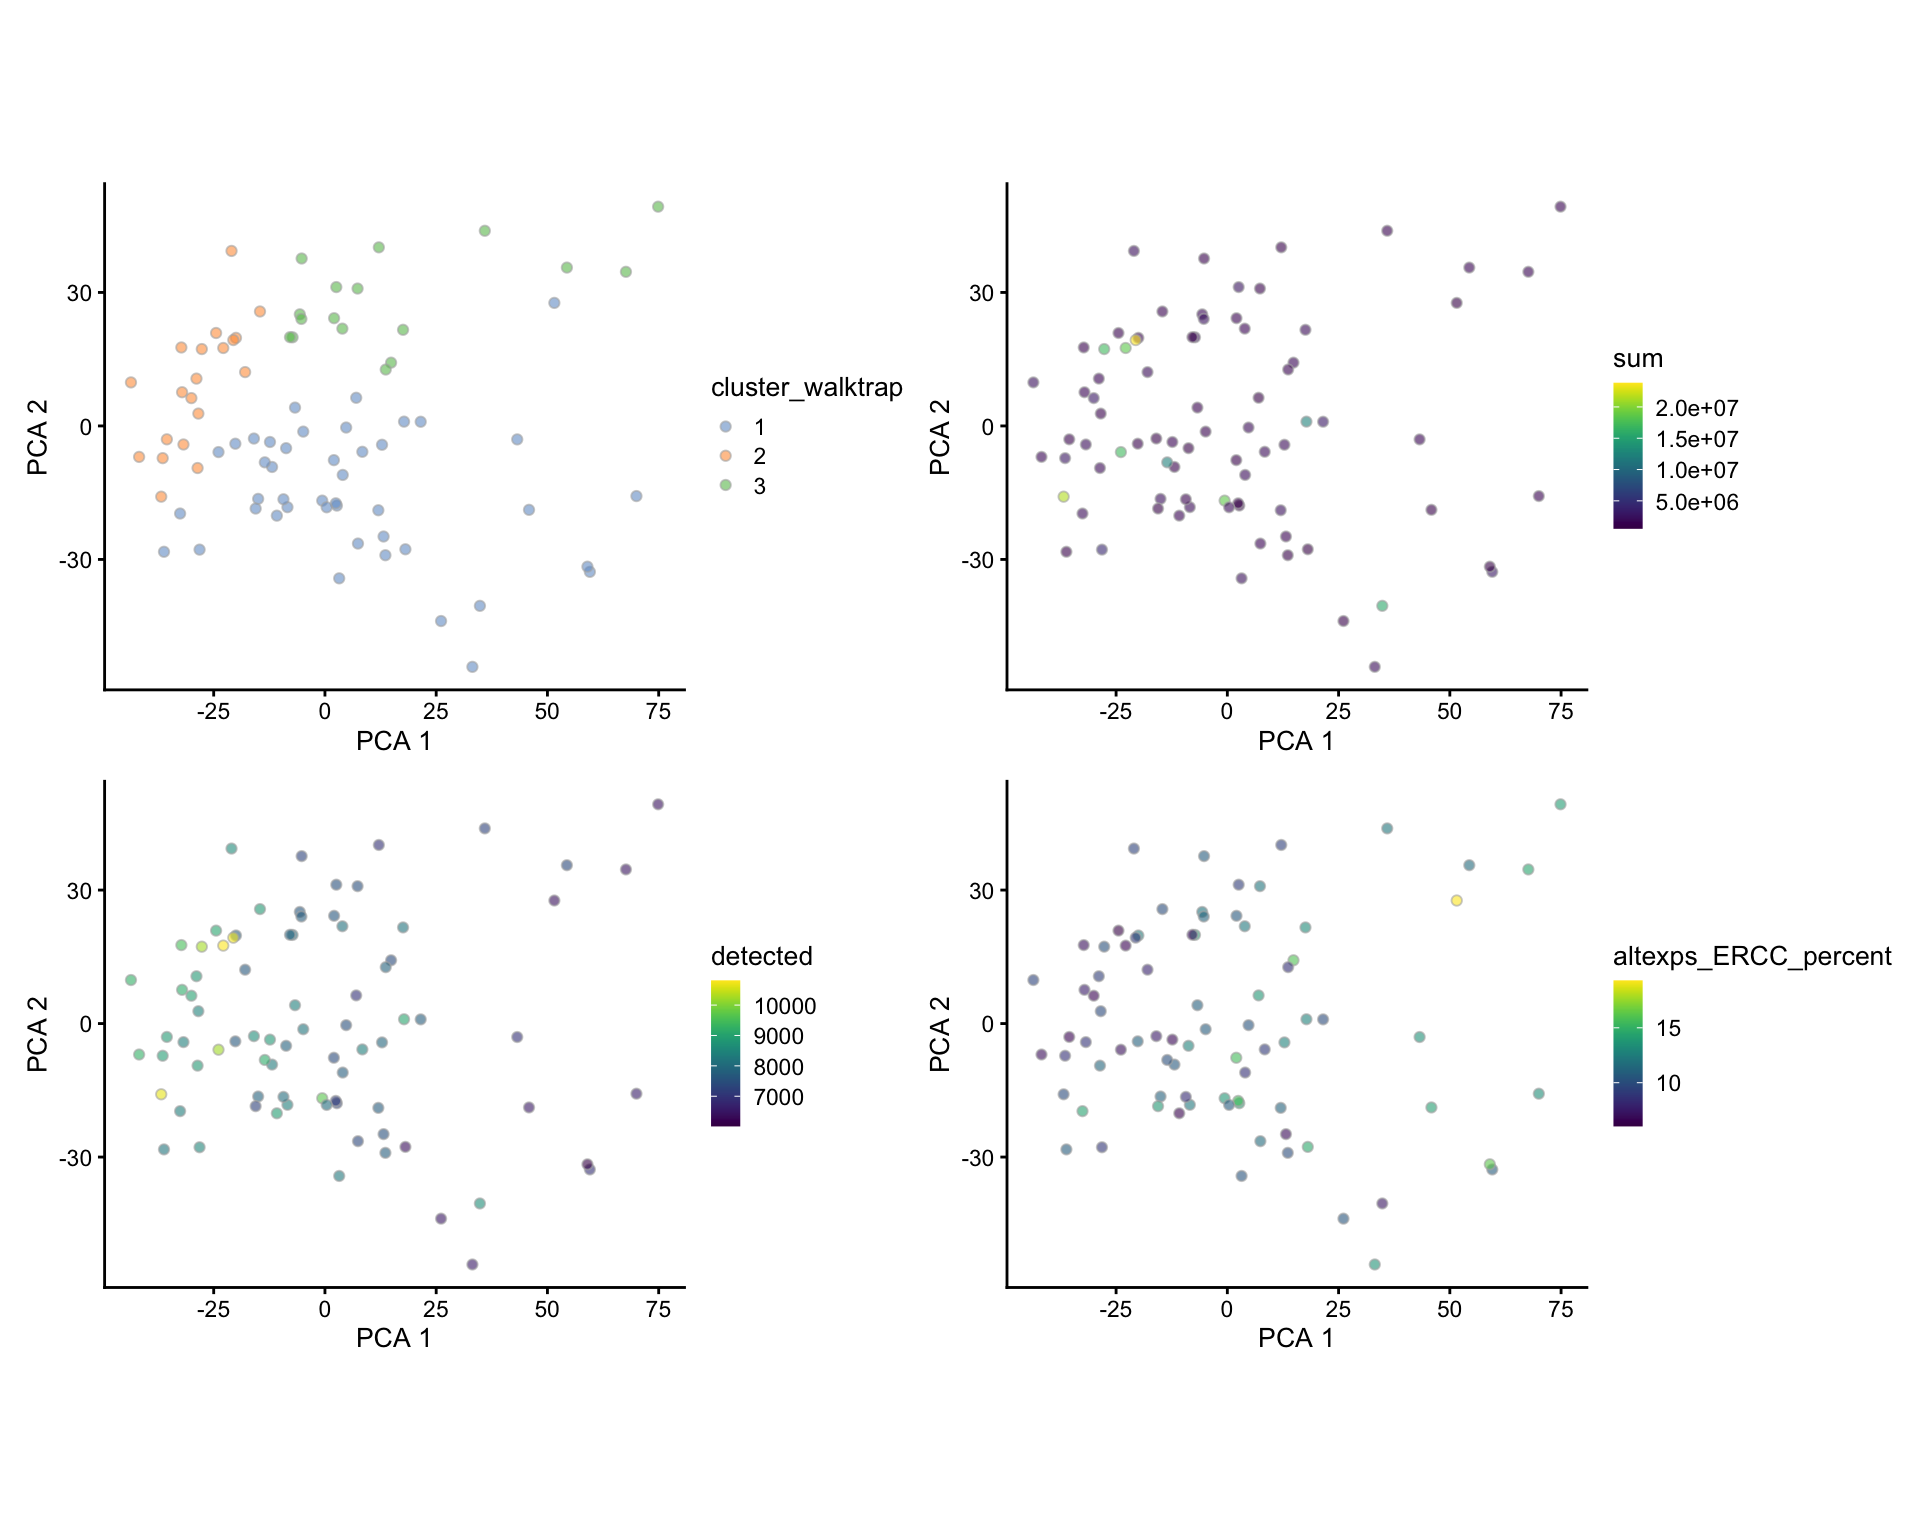 30
0
-30
PCA 2
-25 0 25 50 75
PCA 1
cluster_walktrap
1
2
3
30
0
-30
PCA 2
-25 0 25 50 75
PCA 1
sum
2.0e+07
1.5e+07
1.0e+07
5.0e+06
30
0
-30
PCA 2
-25 0 25 50 75
PCA 1
detected
10000
9000
8000
7000
30
0
-30
PCA 2
-25 0 25 50 75
PCA 1
altexps_ERCC_percent
15
10